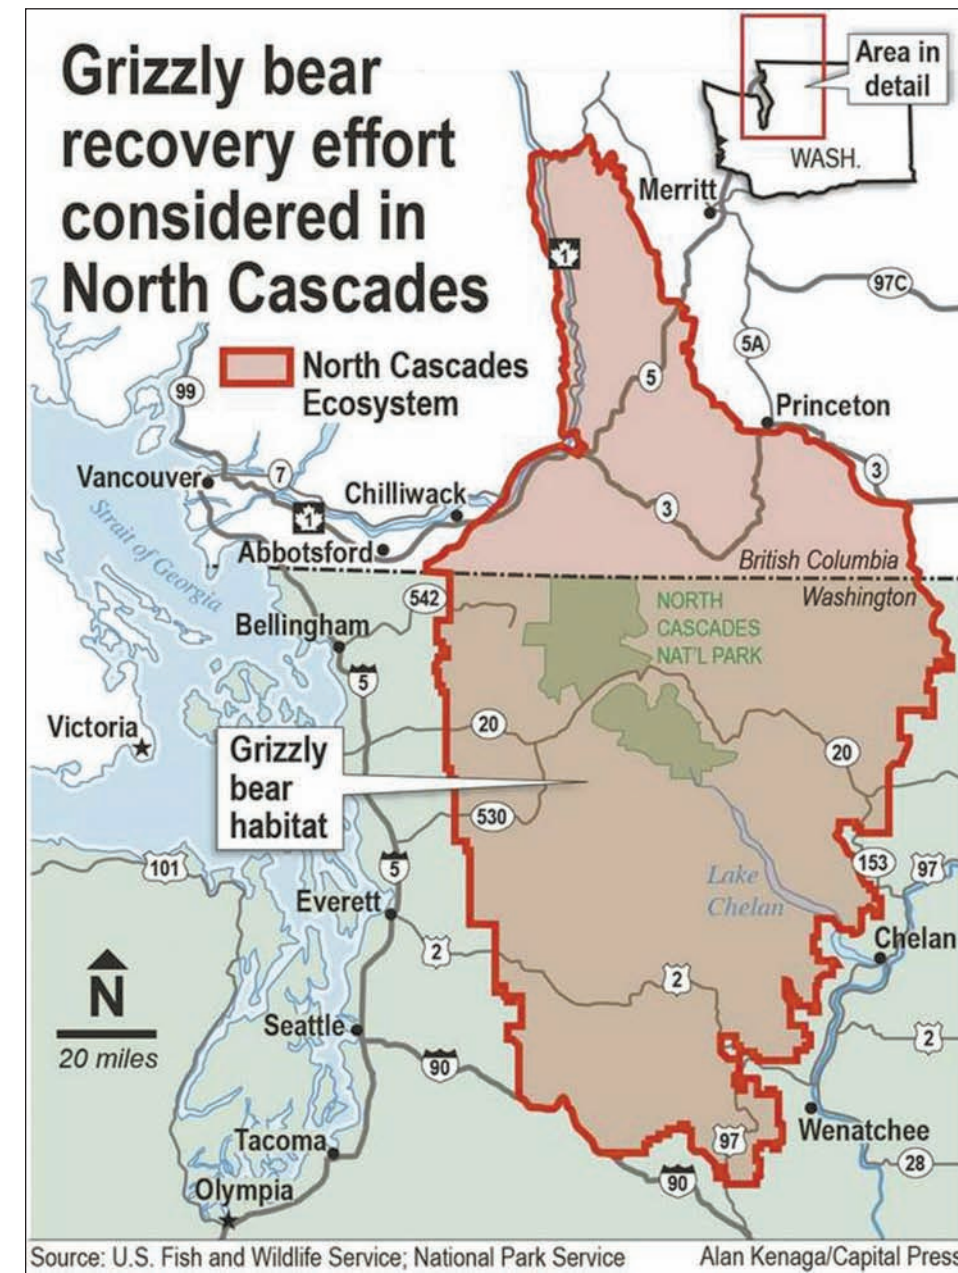 Grizzly bear
recovery effort
considered in
North Cascades
North Cascades
Ecosystem
Area in
detail
WASH.
Merritt
1
97C
5A
5
99
Princeton
Vancouver
7
Chilliwack
3
3
1
Strait of Georgia
Abbotsford
British Columbia
Washington
542
NORTH
CASCADES
NAT'L PARK
Bellingham
5
Victoria
20
20
Grizzly
bear
habitat
530
101
5
153
97
Lake
Chelan
Everett
Chelan
2
2
N
20 miles
Seattle
2
90
Tacoma
97
Wenatchee
28
90
Olympia
Source: U.S. Fish and Wildlife Service; National Park Service
Alan Kenaga/Capital Press